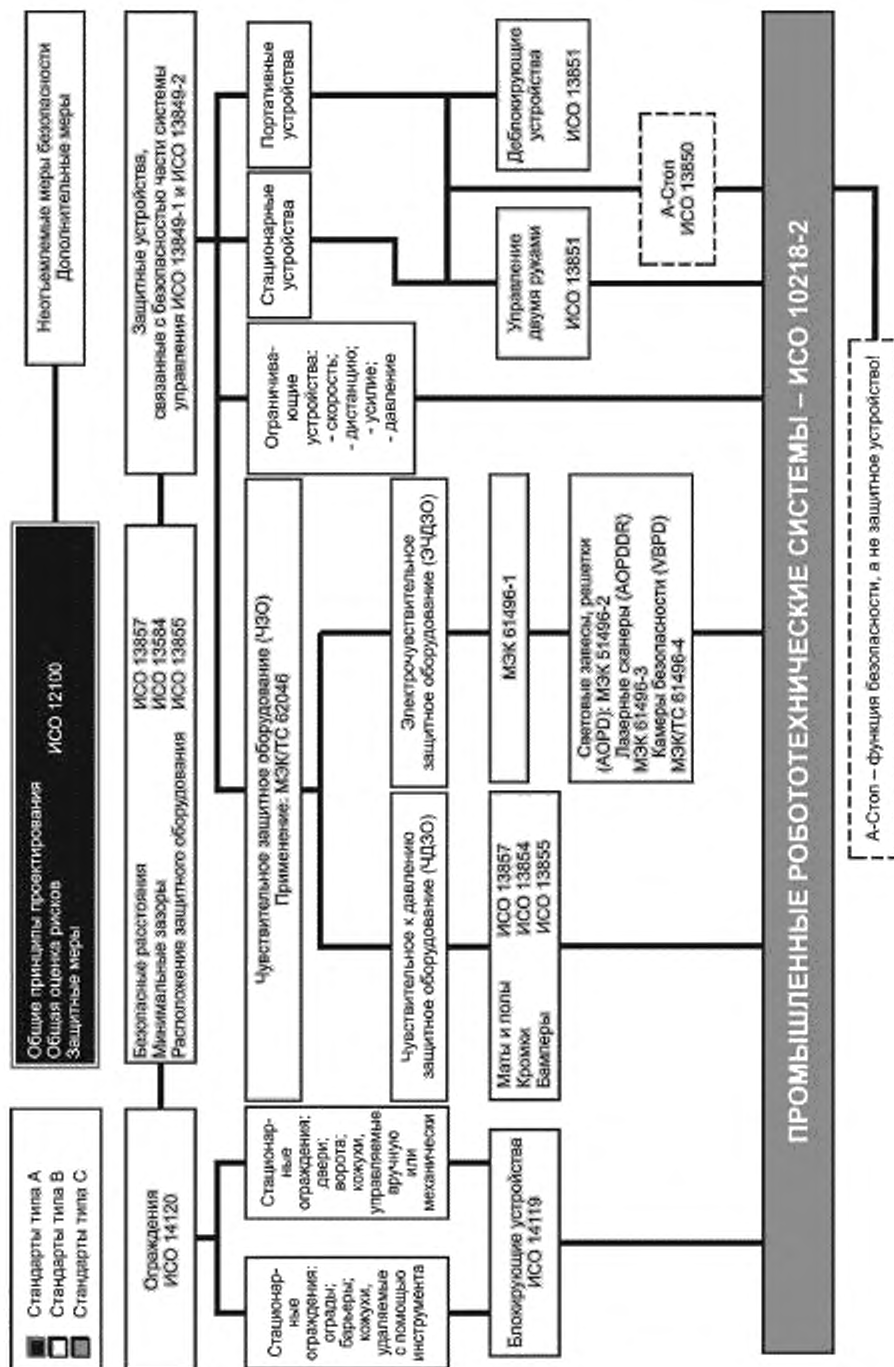 Стандарты типа А
Стандарты типа В
Стандарты типа С
Общие принципы проектирования
Общая оценка рисков ИСО 12100
Защитные меры
Неотъемлемые меры безопасности
Дополнительные меры
Ограждения
ИСО 14120
Безопасные расстояния ИСО 13857
Минимальные зазоры ИСО 13584
Расположение защитного оборудования ИСО 13855
Защитные устройства,
связанные с безопасностью части системы
управления ИСО 13849-1 и ИСО 13849-2
Стационар-
ные
ограждения:
ограды;
барьеры;
кожухи,
удаляемые
с помощью
инструмента
Стационар-
ные
ограждения;
двери;
ворота;
кожухи,
управляемые
вручную
или
механически
Чувствительное защитное оборудование (ЧЗО)
Применение: МЭК/ТС 62046
Ограничива-
ющие
устройства:
- скорость;
- дистанцию;
- усилие;
- давление
Стационарные
устройства
Портативные
устройства
Чувствительное к давлению
защитное оборудование (ЧДЗО)
Электрочувствительное
защитное оборудование (ЭЧДЗО)
Блокирующие устройства
ИСО 14119
Маты и полы ИСО 13857
Кромки ИСО 13854
Бамперы ИСО 13855
МЭК 61496-1
Управление
двумя руками
ИСО 13851
Деблокирующие
устройства
ИСО 13851
Световые завесы, решетки
(AOPD): МЭК 51496-2
Лазерные сканеры (AOPDDR)
МЭК 61496-3
Камеры безопасности (VBPD)
МЭК/ТС 61496-4
А-Стоп
ИСО 13850
ПРОМЫШЛЕННЫЕ РОБОТОТЕХНИЧЕСКИЕ СИСТЕМЫ – ИСО 10218-2
А-Стоп – функция безопасности, а не защитное устройство!